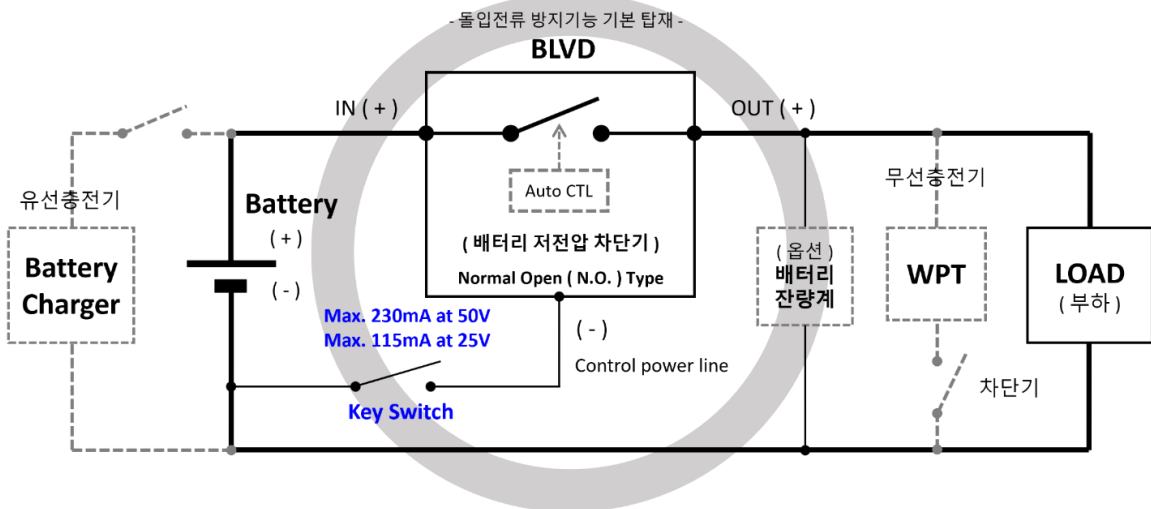 - 돌입전류 방지기능 기본 탑재 -
BLVD
IN ( + )
OUT ( + )
유선충전기
Battery
Charger
Battery
( + )
( - )
Auto CTL
( 배터리 저전압 차단기 )
Normal Open ( N.O. ) Type
Max. 230mA at 50V
Max. 115mA at 25V
( - )
Control power line
Key Switch
( 옵션 )
배터리
잔량계
무선충전기
WPT
차단기
LOAD
( 부하 )